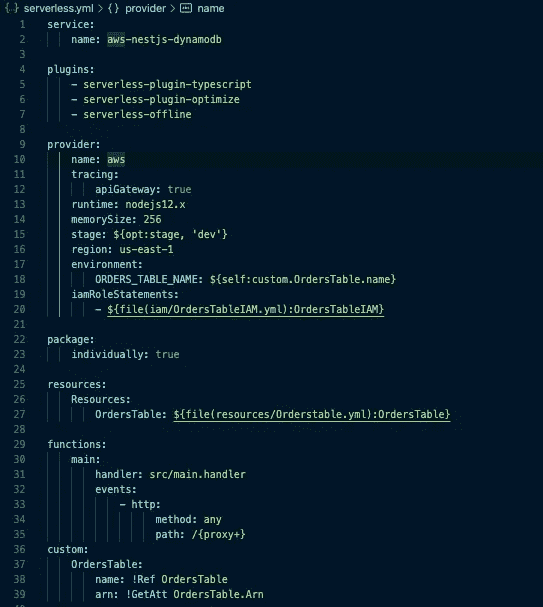 {..} serverless.yml > {} provider > abc name
1 service:
2 name: aws-nestjs-dynamodb
3
4 plugins:
5 - serverless-plugin-typescript
6 - serverless-plugin-optimize
7 - serverless-offline
8
9 provider:
10 name: aws
11 tracing:
12 apiGateway: true
13 runtime: nodejs12.x
14 memorySize: 256
15 stage: ${opt:stage, 'dev'}
16 region: us-east-1
17 environment:
18 ORDERS_TABLE_NAME: ${self:custom.OrdersTable.name}
19 iamRoleStatements:
20 - ${file(iam/OrdersTableIAM.yml):OrdersTableIAM}
21
22 package:
23 individually: true
24
25 resources:
26 Resources:
27 OrdersTable: ${file(resources/Orderstable.yml):OrdersTable}
28
29 functions:
30 main:
31 handler: src/main.handler
32 events:
33 - http:
34 method: any
35 path: /{proxy+}
36 custom:
37 OrdersTable:
38 name: !Ref OrdersTable
39 arn: !GetAtt OrdersTable.Arn